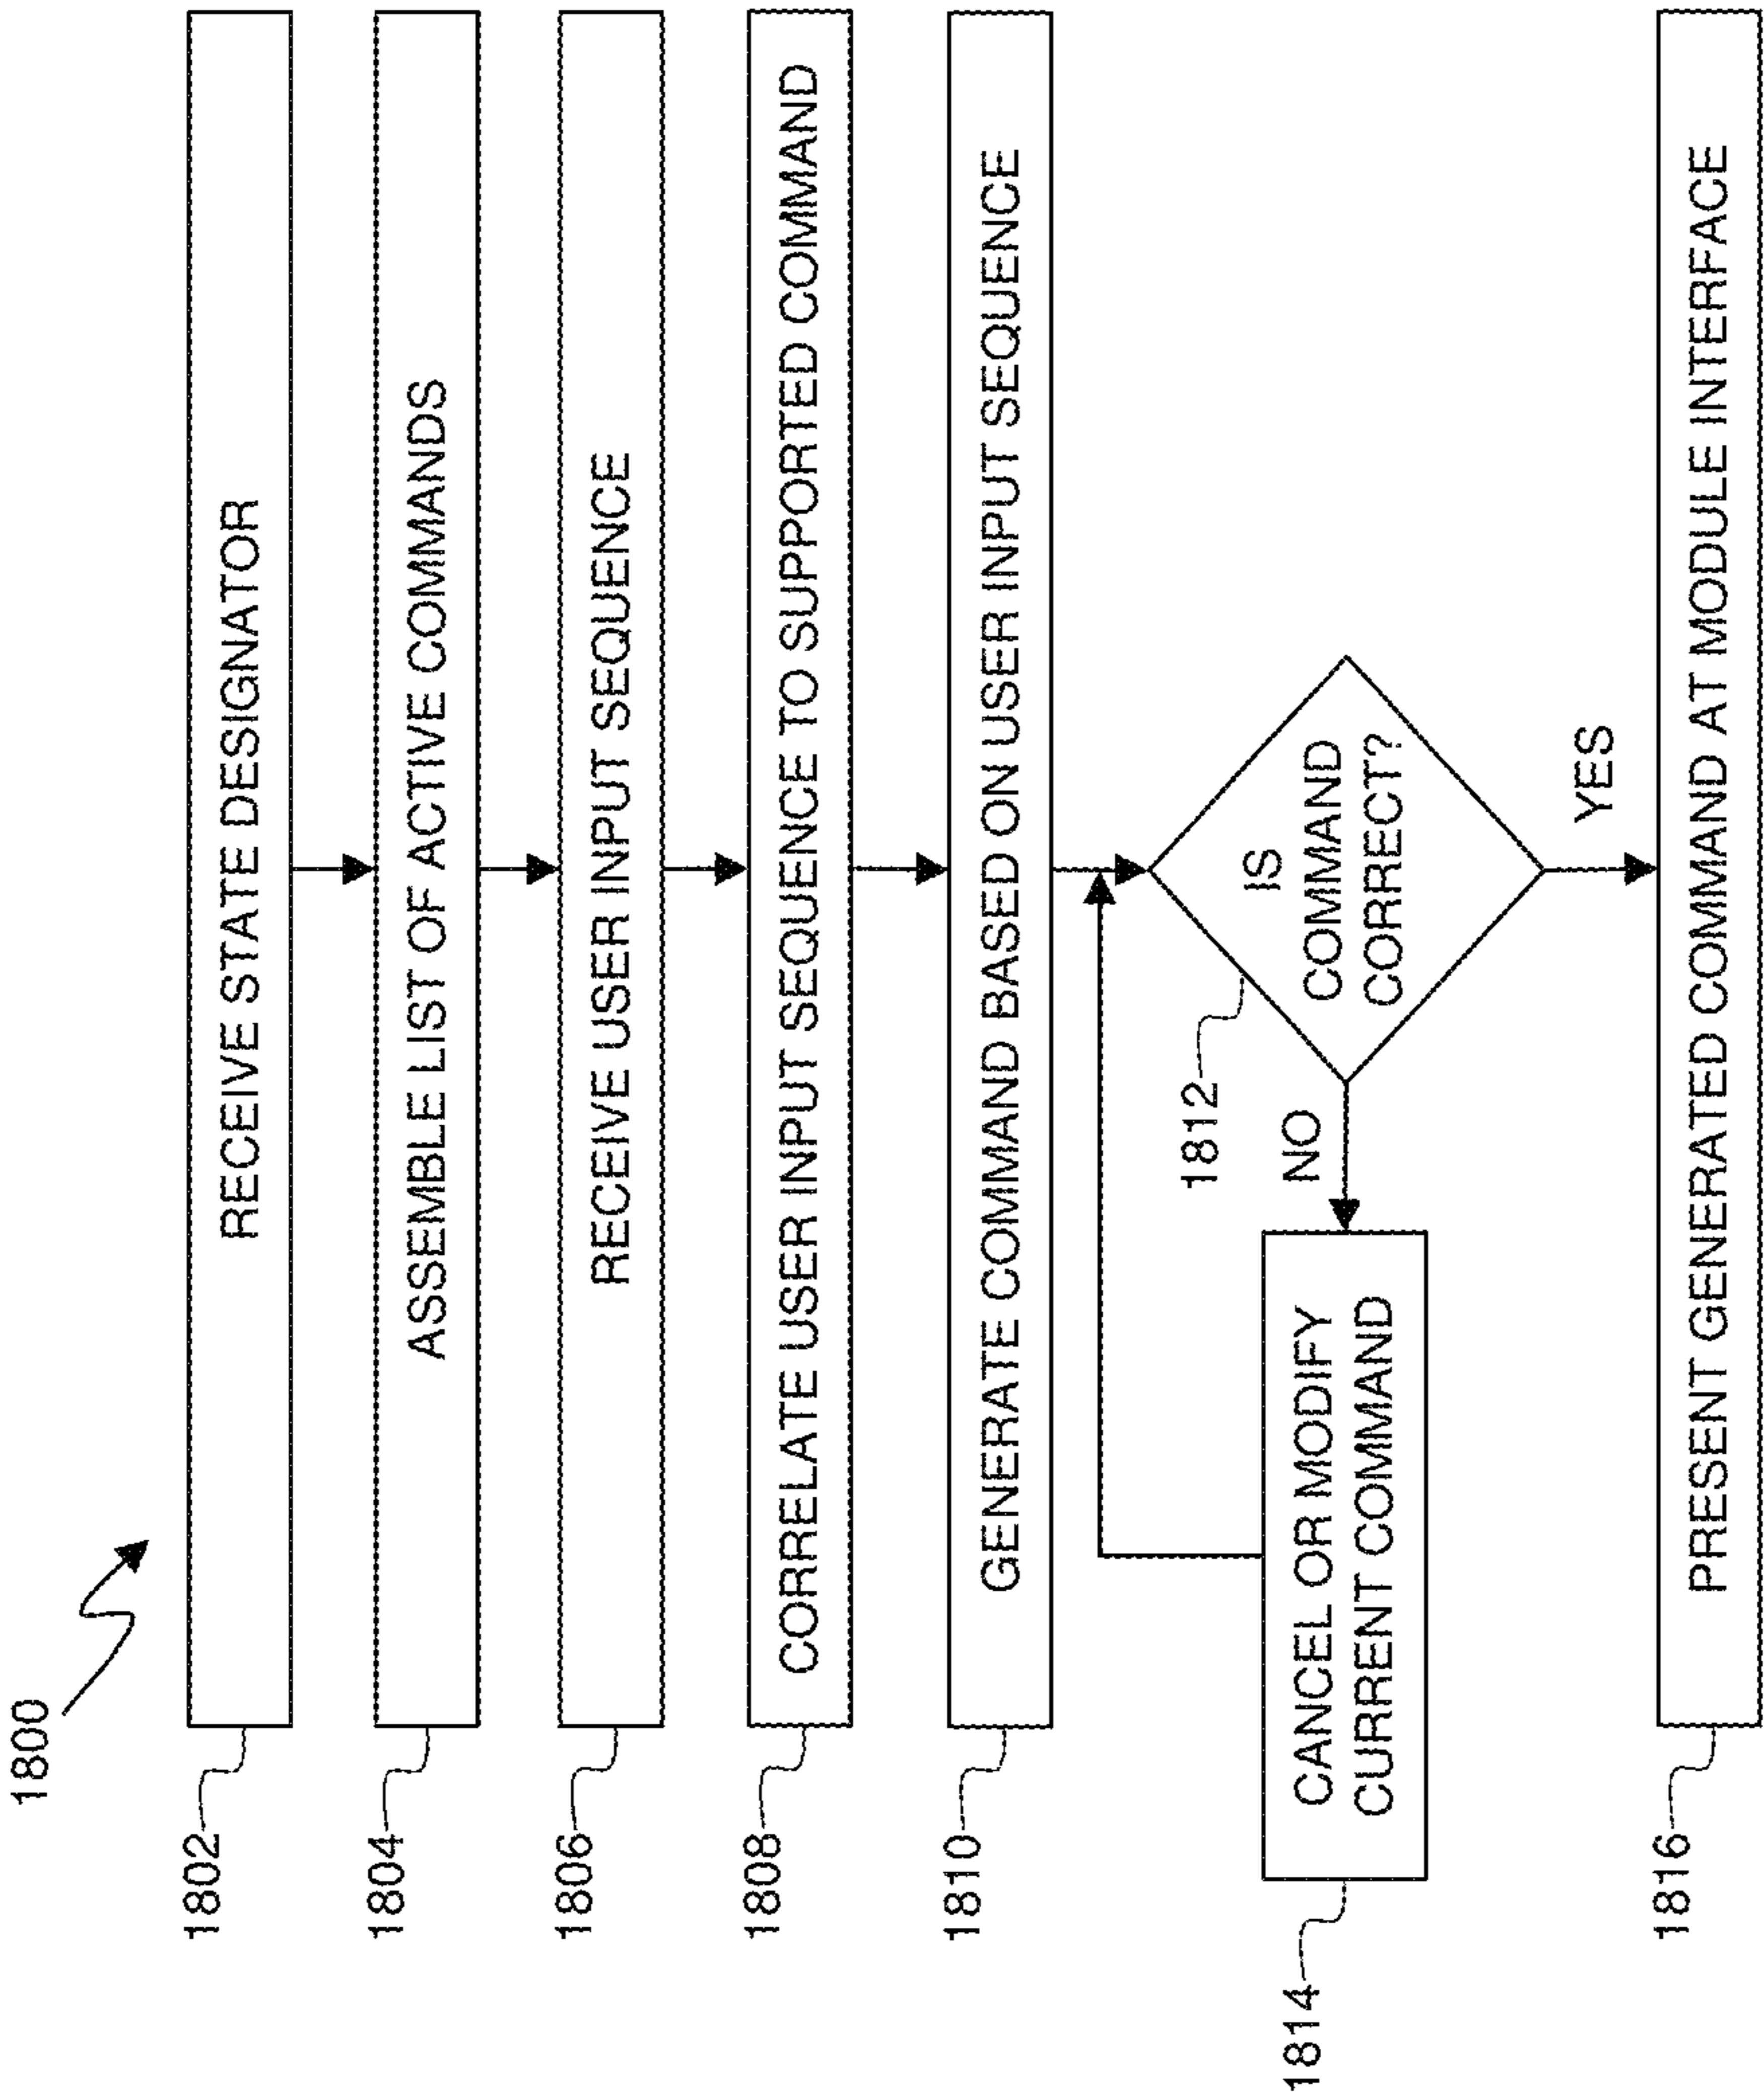 1800
1802
RECEIVE STATE DESIGNATOR
1804
ASSEMBLE LIST OF ACTIVE COMMANDS
1806
RECEIVE USER INPUT SEQUENCE
1808
CORRELATE USER INPUT SEQUENCE TO SUPPORTED COMMAND
1810
GENERATE COMMAND BASED ON USER INPUT SEQUENCE
1812
IS
COMMAND
CORRECT?
NO
1814
CANCEL OR MODIFY
CURRENT COMMAND
YES
1816
PRESENT GENERATED COMMAND AT MODULE INTERFACE